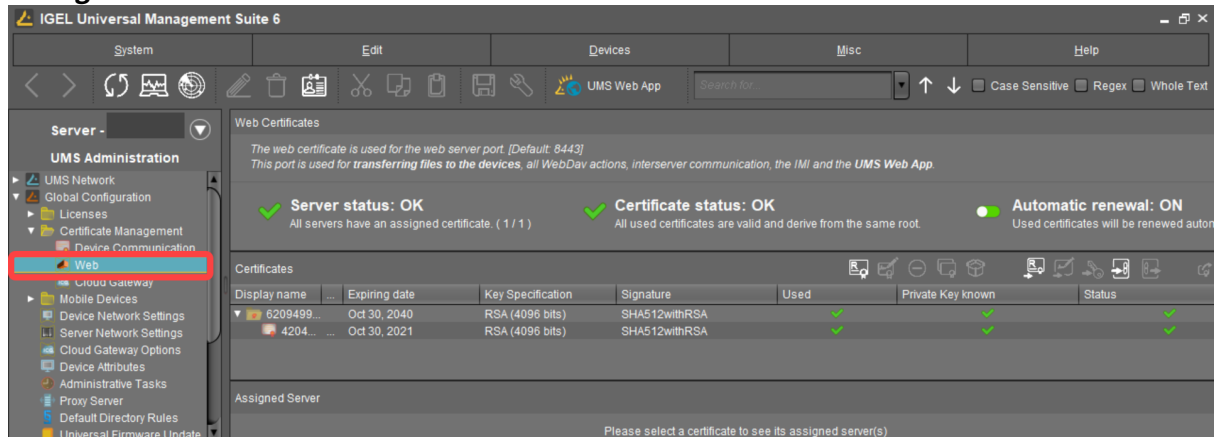 IGEL Universal Management Suite 6
System Edit Devices Misc Help
UMS Web App Search for... Case Sensitive Regex Whole Text
Server -
UMS Administration
UMS Network
Global Configuration
Licenses
Certificate Management
Device Communication
Web
Cloud Gateway
Mobile Devices
Device Network Settings
Server Network Settings
Cloud Gateway Options
Device Attributes
Administrative Tasks
Proxy Server
Default Directory Rules
Universal Firmware Update
Web Certificates
The web certificate is used for the web server port. [Default: 8443]
This port is used for transferring files to the devices, all WebDav actions, interserver communication, the IMI and the UMS Web App.
Server status: OK
All servers have an assigned certificate. ( 1 / 1 )
Certificate status: OK
All used certificates are valid and derive from the same root.
Automatic renewal: ON
Used certificates will be renewed auton
Certificates
Display name ... Expiring date Key Specification Signature Used Private Key known Status
6209499... Oct 30, 2040 RSA (4096 bits) SHA512withRSA
4204... ... Oct 30, 2021 RSA (4096 bits) SHA512withRSA
Assigned Server
Please select a certificate to see its assigned server(s)